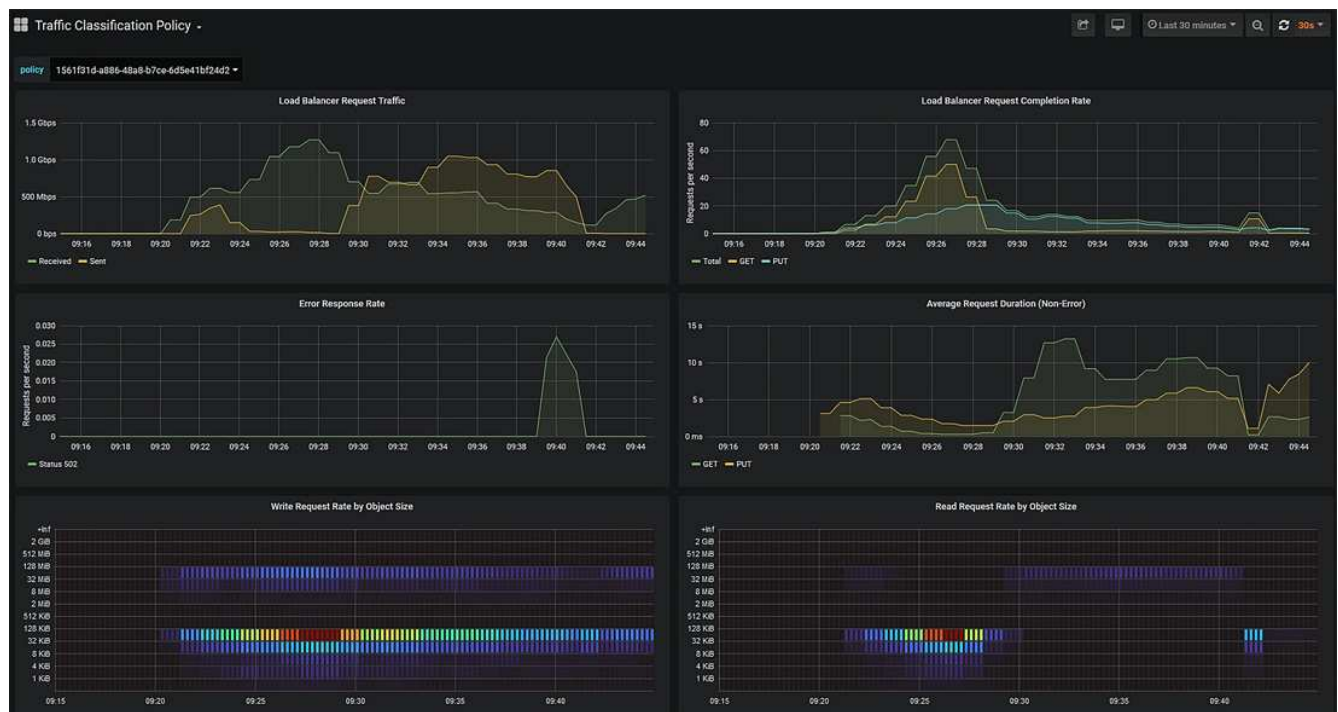 Traffic Classification Policy
Last 30 minutes 30s
policy 1561f31d-a886-48a8-b7ce-6d5e41bf24d2
Load Balancer Request Traffic
1.5 Gbps
1.0 Gbps
500 Mbps
0 bps
09:16 09:18 09:20 09:22 09:24 09:26 09:28 09:30 09:32 09:34 09:36 09:38 09:40 09:42 09:44
Received Sent
Load Balancer Request Completion Rate
Requests per second
80
60
40
20
0
09:16 09:18 09:20 09:22 09:24 09:26 09:28 09:30 09:32 09:34 09:36 09:38 09:40 09:42 09:44
Total GET PUT
Error Response Rate
Requests per second
0.030
0.025
0.020
0.015
0.010
0.005
0
09:16 09:18 09:20 09:22 09:24 09:26 09:28 09:30 09:32 09:34 09:36 09:38 09:40 09:42 09:44
Status 502
Average Request Duration (Non-Error)
15 s
10 s
5 s
0 ms
09:16 09:18 09:20 09:22 09:24 09:26 09:28 09:30 09:32 09:34 09:36 09:38 09:40 09:42 09:44
GET PUT
Write Request Rate by Object Size
+Inf
2 GiB
512 MiB
128 MiB
32 MiB
8 MiB
2 MiB
512 KiB
128 KiB
32 KiB
8 KiB
4 KiB
1 KiB
09:15 09:20 09:25 09:30 09:35 09:40
Read Request Rate by Object Size
+Inf
2 GiB
512 MiB
128 MiB
32 MiB
8 MiB
2 MiB
512 KiB
128 KiB
32 KiB
8 KiB
4 KiB
1 KiB
09:15 09:20 09:25 09:30 09:35 09:40